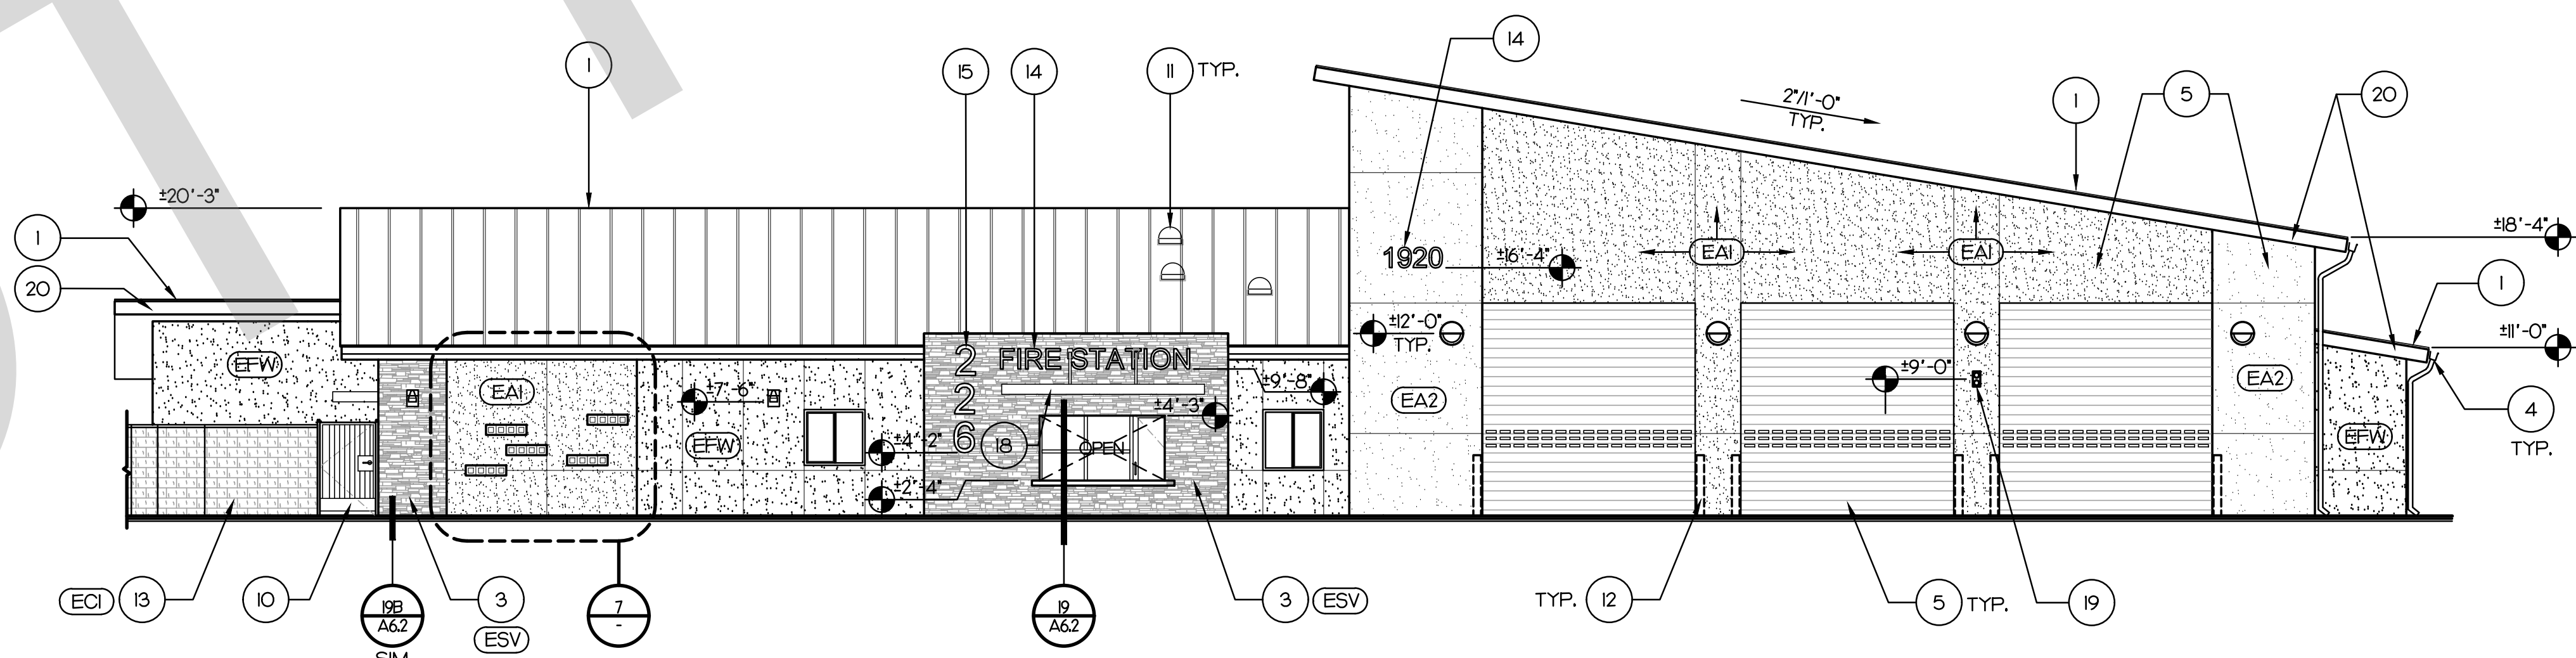 14
1
15
14
11 TYP.
2"/1'-0"
TYP.
1
5
20
±20'-3"
1
20
1920
±16'-4"
EA1
EA1
±18'-4"
1
±11'-0"
EFW
EA1
±7'-6"
EFW
2
2
6
FIRE STATION
±9'-8"
±4'-3"
18
OPEN
±4'-2"
±2'-4"
±12'-0"
TYP.
EA2
±9'-0"
EA2
EFW
4
TYP.
EC1 13
10
19B
A6.2
SIM
3
ESV
7
-
19
A6.2
3 ESV
TYP. 12
5 TYP.
19